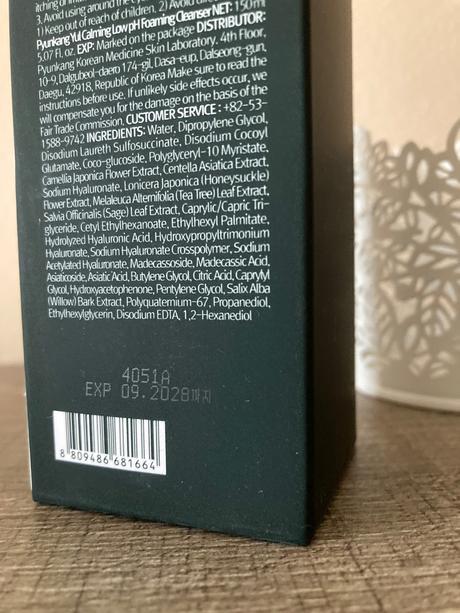 itching or
3. Avoid using around the
1) Keep out of reach of children. 2) Avoid
Pyunkang Yul Calming Low pH Foaming Cleanser NET: 150ml
5.07 fl. oz. EXP: Marked on the package DISTRIBUTOR:
Pyunkang Korean Medicine Skin Laboratory. 4th Floor,
10-9, Dalgubeol-daero 174-gil, Dasa-eup, Dalseong-gun,
Daegu, 42918, Republic of Korea Make sure to read the
instructions before use. If unlikely side effects occur, we
will compensate you for the damage on the basis of the
Fair Trade Commission. CUSTOMER SERVICE : +82-53-
1588-9742 INGREDIENTS: Water, Dipropylene Glycol,
Disodium Laureth Sulfosuccinate, Disodium Cocoyl
Glutamate, Coco-glucoside, Polyglyceryl-10 Myristate,
Camellia Japonica Flower Extract, Centella Asiatica Extract,
Sodium Hyaluronate, Lonicera Japonica (Honeysuckle)
Flower Extract, Melaleuca Alternifolia (Tea Tree) Leaf Extract,
Salvia Officinalis (Sage) Leaf Extract, Caprylic/Capric Tri-
glyceride, Cetyl Ethylhexanoate, Ethylhexyl Palmitate,
Hydrolyzed Hyaluronic Acid, Hydroxypropyltrimonium
Hyaluronate, Sodium Hyaluronate Crosspolymer, Sodium
Acetylated Hyaluronate, Madecassoside, Madecassic Acid,
Asiaticoside, Asiatic Acid, Butylene Glycol, Citric Acid, Caprylyl
Glycol, Hydroxyacetophenone, Pentylene Glycol, Salix Alba
(Willow) Bark Extract, Polyquaternium-67, Propanediol,
Ethylhexylglycerin, Disodium EDTA, 1,2-Hexanediol
4051A
EXP 09.2028까지
8 809486 681664